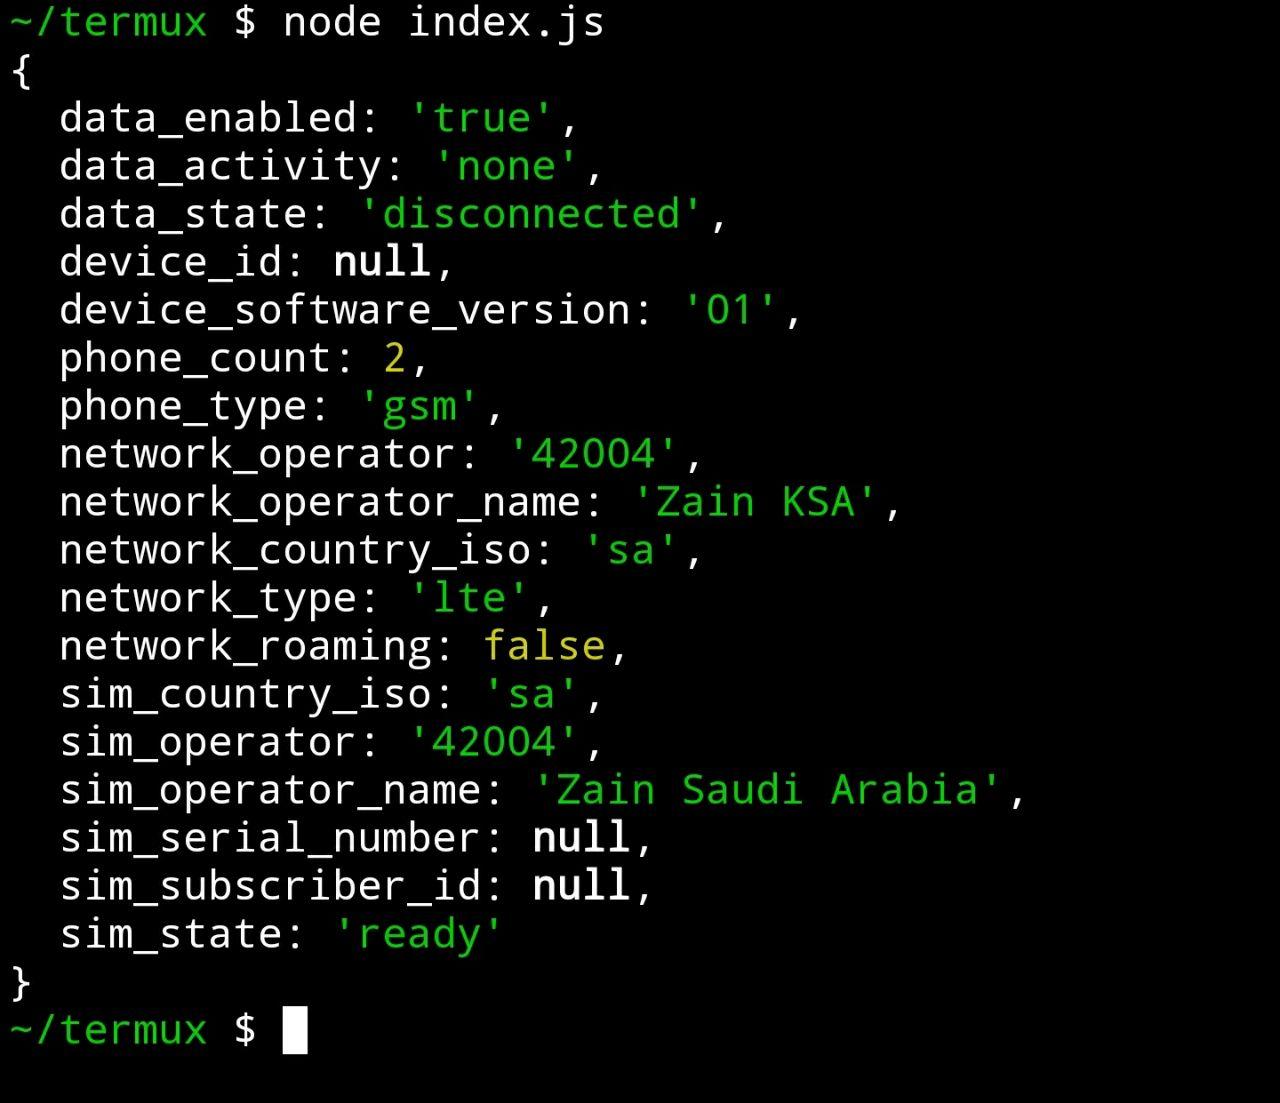 ~/termux $ node index.js
{
  data_enabled: 'true',
  data_activity: 'none',
  data_state: 'disconnected',
  device_id: null,
  device_software_version: '01',
  phone_count: 2,
  phone_type: 'gsm',
  network_operator: '42004',
  network_operator_name: 'Zain KSA',
  network_country_iso: 'sa',
  network_type: 'lte',
  network_roaming: false,
  sim_country_iso: 'sa',
  sim_operator: '42004',
  sim_operator_name: 'Zain Saudi Arabia',
  sim_serial_number: null,
  sim_subscriber_id: null,
  sim_state: 'ready'
}
~/termux $